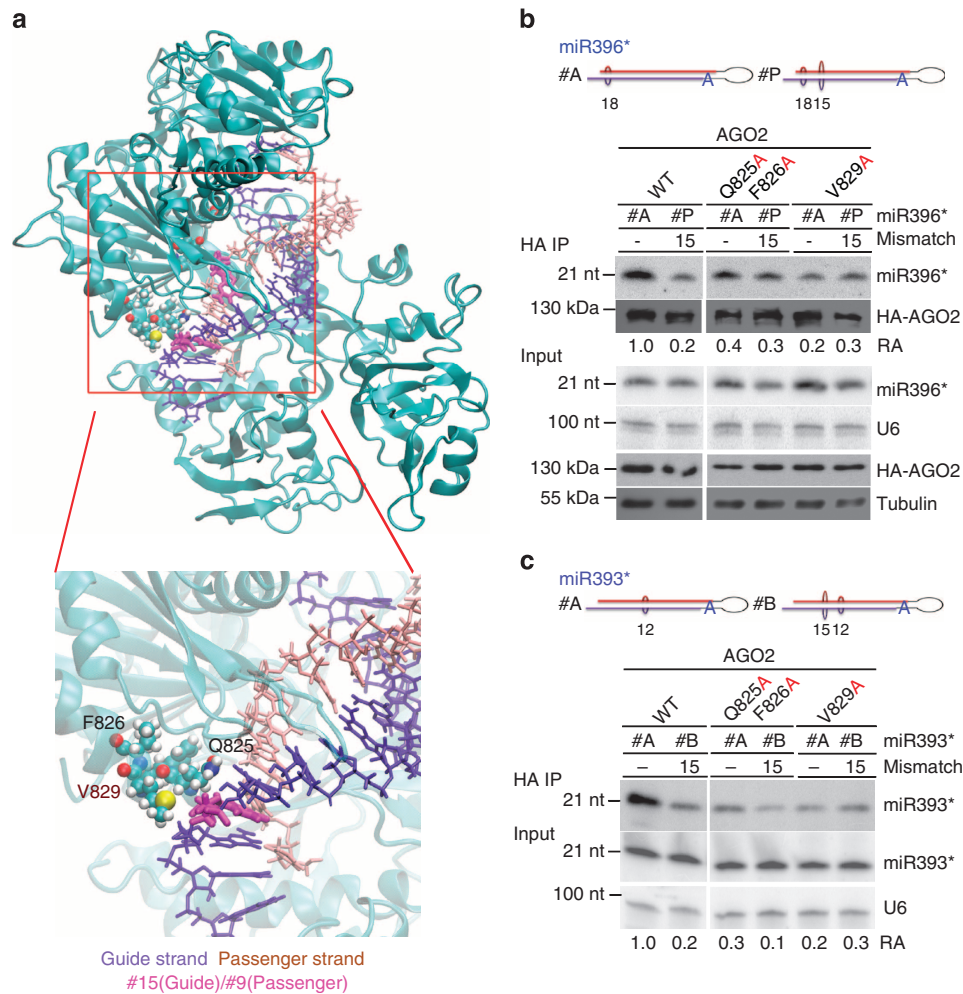 a
F826
Q825
V829
Guide strand Passenger strand
#15(Guide)/#9(Passenger)
b
miR396*
#A A #P A
18 1815
AGO2
WT Q825A F826A V829A
#A #P #A #P #A #P miR396*
HA IP - 15 - 15 - 15 Mismatch
21 nt miR396*
130 kDa HA-AGO2
1.0 0.2 0.4 0.3 0.2 0.3 RA
Input
21 nt miR396*
100 nt U6
130 kDa HA-AGO2
55 kDa Tubulin
c
miR393*
#A A #B A
12 1512
AGO2
WT Q825A F826A V829A
#A #B #A #B #A #B miR393*
HA IP – 15 – 15 – 15 Mismatch
21 nt miR393*
Input
21 nt miR393*
100 nt U6
1.0 0.2 0.3 0.1 0.2 0.3 RA